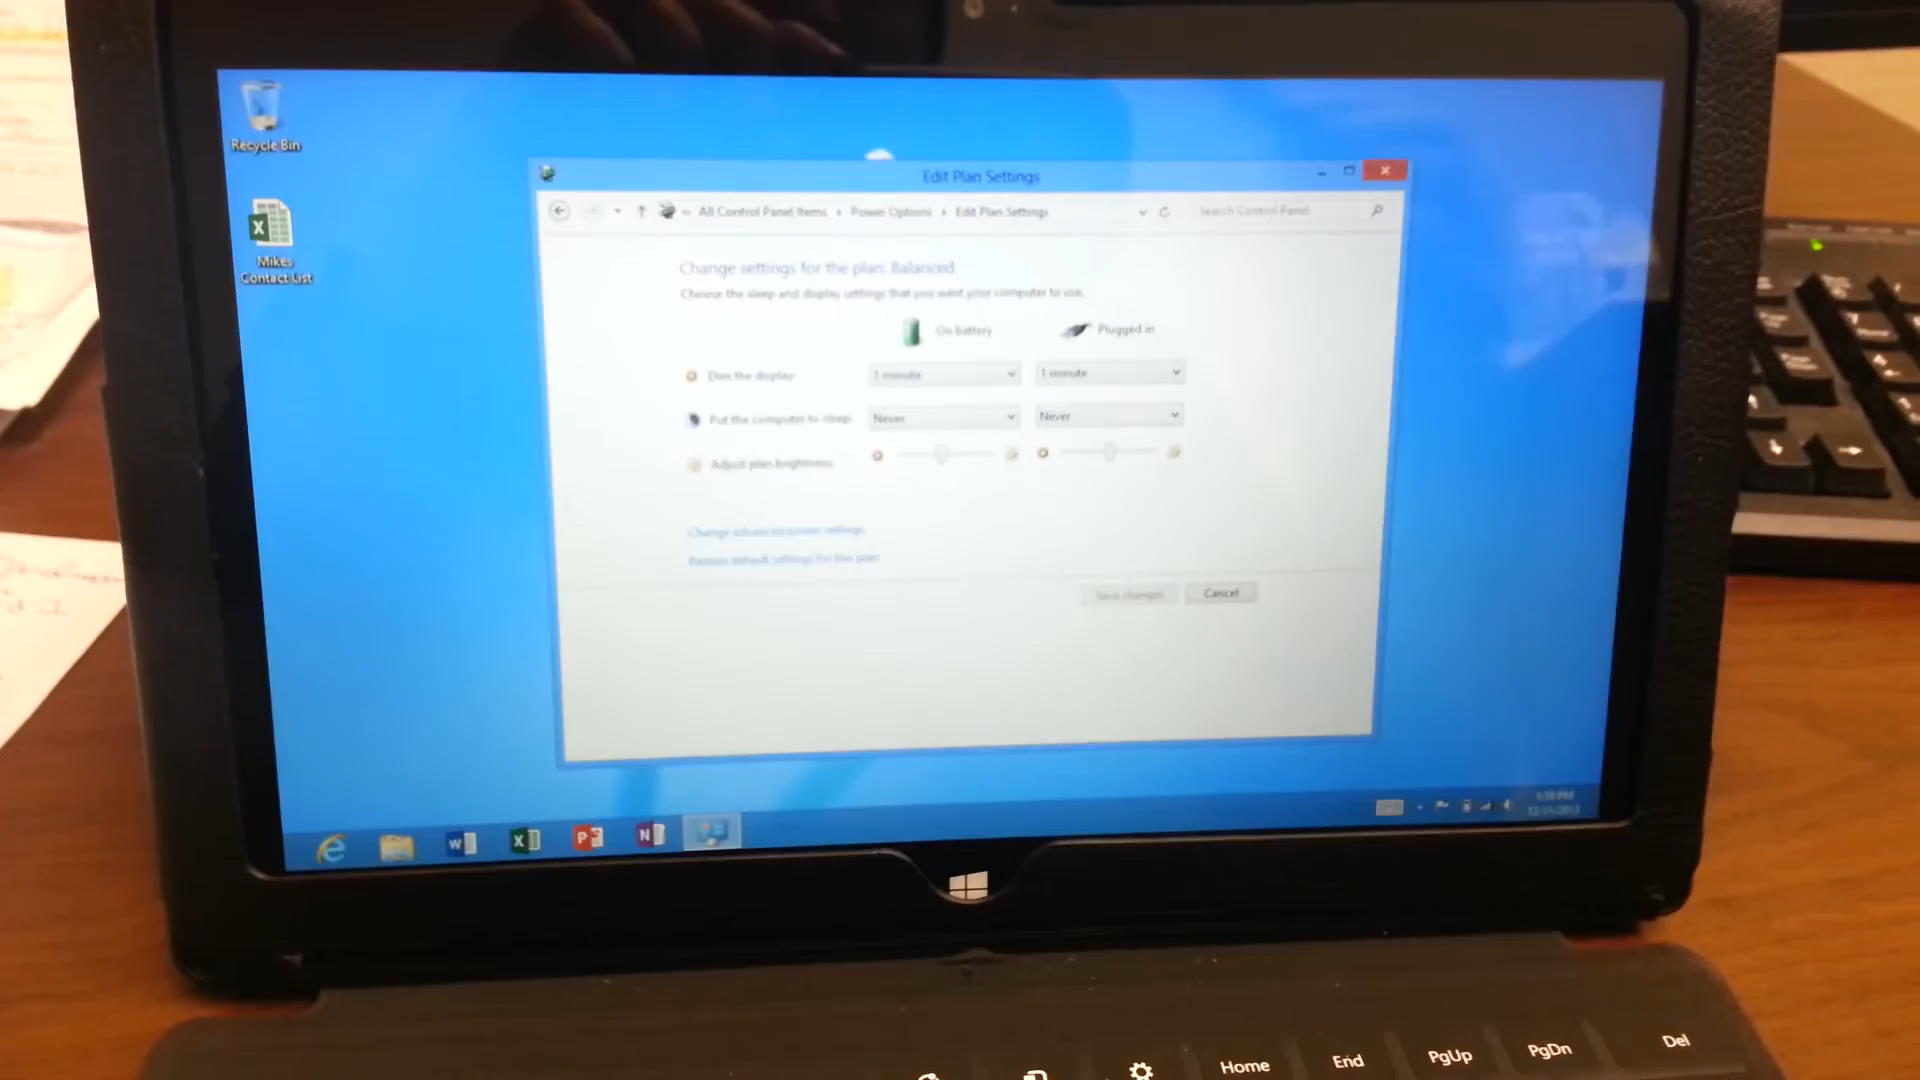 Recycle Bin
Mikes
Contact List
Edit Plan Settings
All Control Panel Items
Power Options
Edit Plan Settings
Search Control Panel
Change settings for the plan: Balanced
Choose the sleep and display settings that you want your computer to use.
On battery
Plugged in
Dim the display:
1 minute
1 minute
Put the computer to sleep:
Never
Never
Adjust plan brightness:
Change advanced power settings
Restore default settings for this plan
Save changes
Cancel
Home
End
PgUp
PgDn
Del